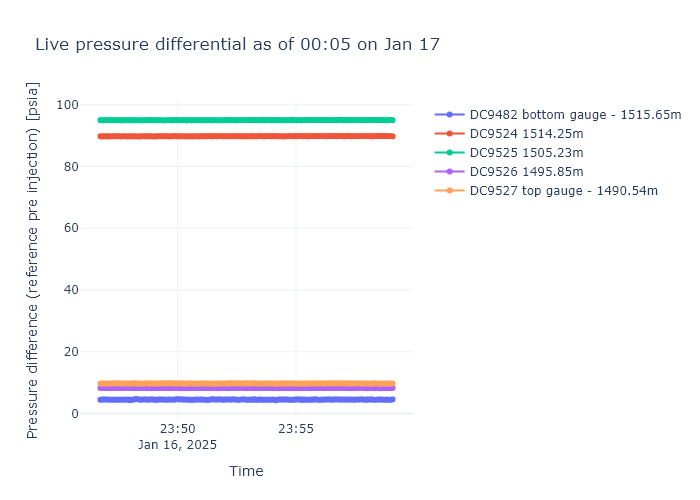 Live pressure differential as of 00:05 on Jan 17
Pressure difference (reference pre injection) [psia]
100
80
60
40
20
0
23:50
Jan 16, 2025
23:55
Time
DC9482 bottom gauge - 1515.65m
DC9524 1514.25m
DC9525 1505.23m
DC9526 1495.85m
DC9527 top gauge - 1490.54m